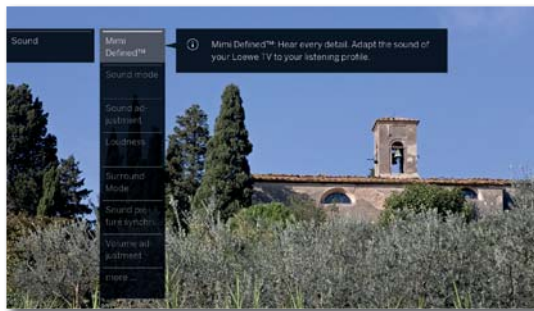 Sound
Mimi
Defined™
Mimi Defined™: Hear every detail. Adapt the sound of
your Loewe TV to your listening profile.
Sound mode
Sound ad-
justment
Loudness
Surround
Mode
Sound pic-
ture synchro.
Volume ad-
justment
more ...